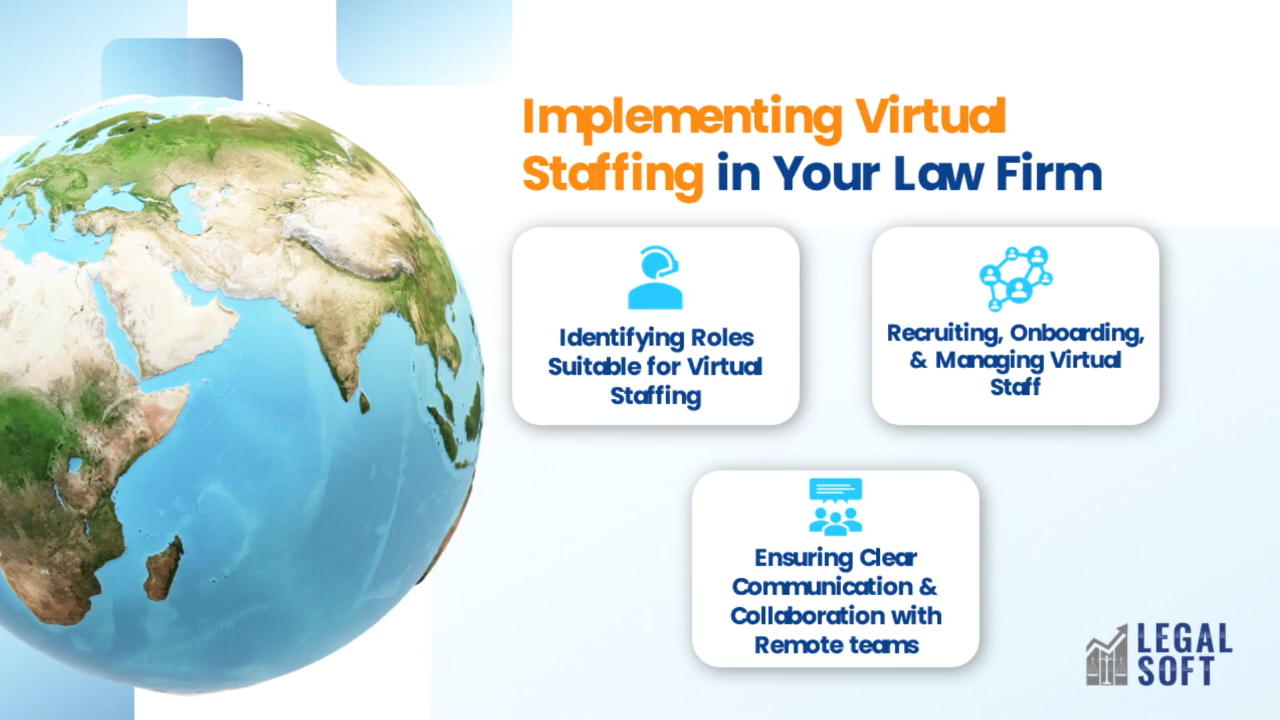 Implementing Virtual
Staffing in Your Law Firm
Identifying Roles
Suitable for Virtual
Staffing
Recruiting, Onboarding,
& Managing Virtual
Staff
Ensuring Clear
Communication &
Collaboration with
Remote teams
LEGAL
SOFT